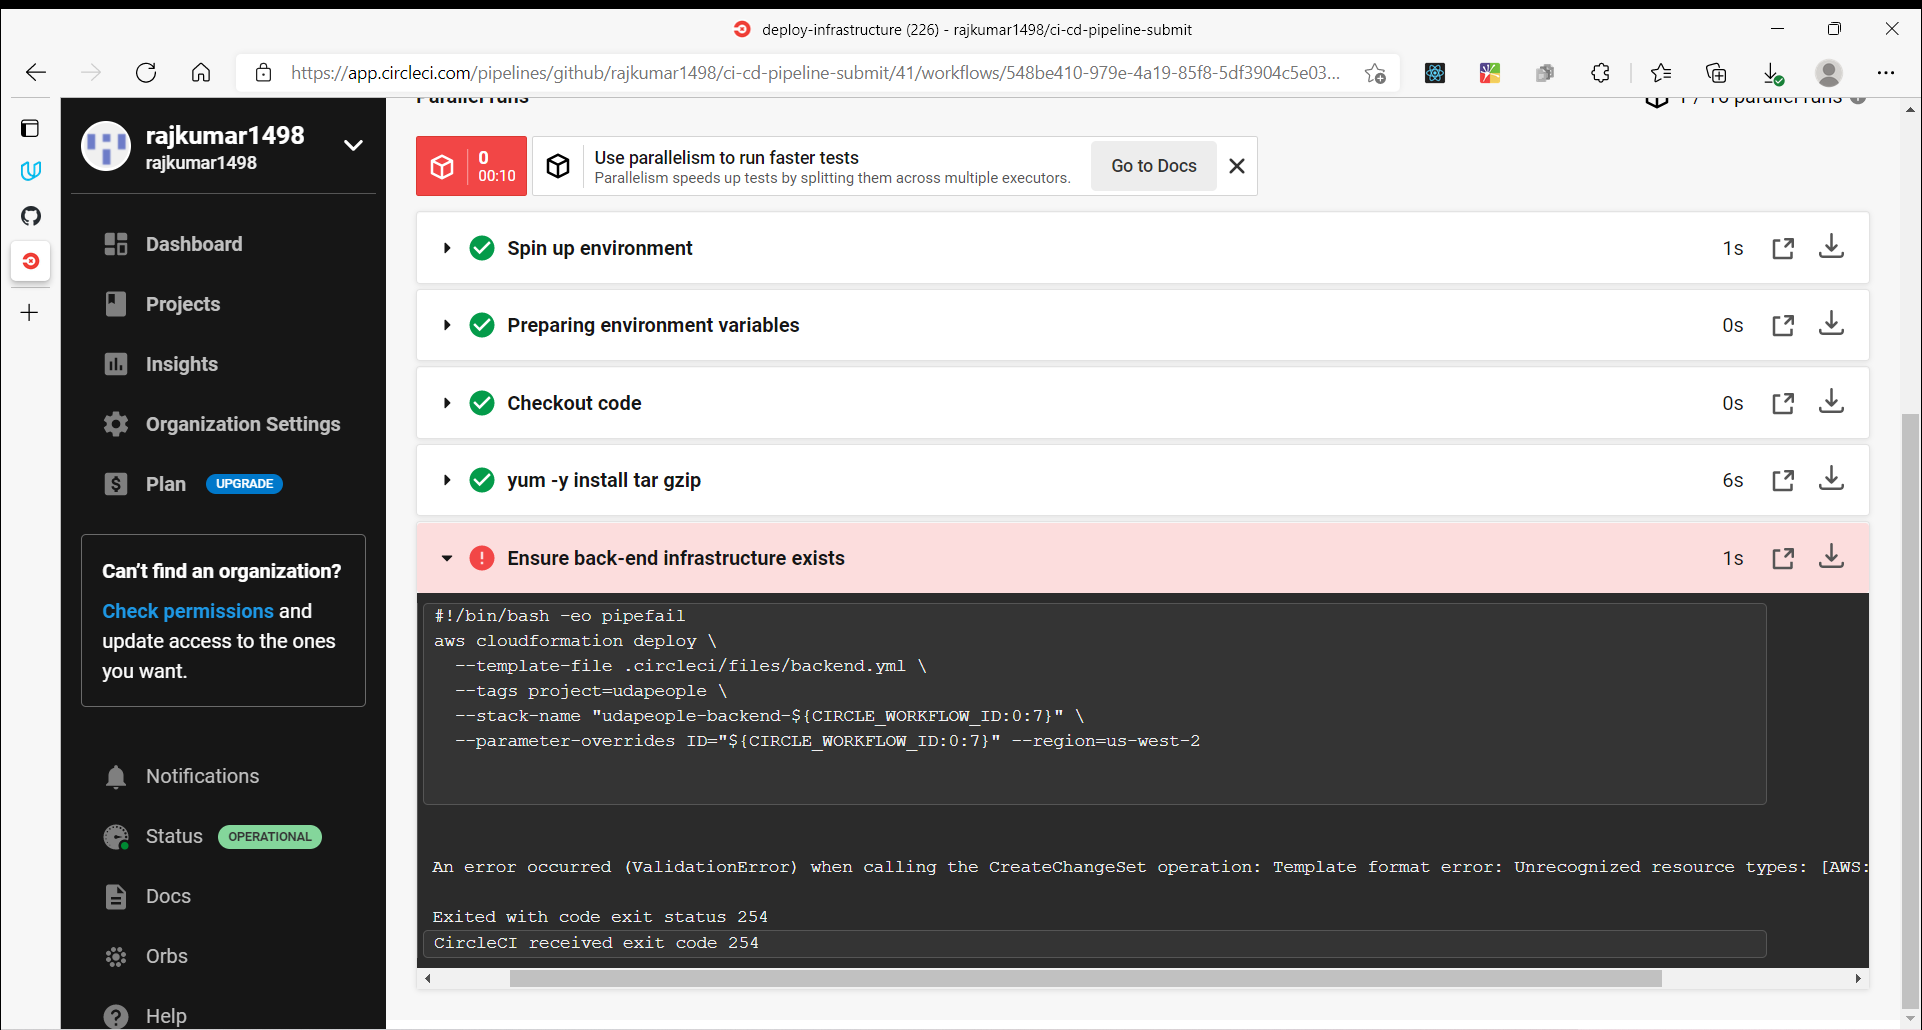 deploy-infrastructure (226) - rajkumar1498/ci-cd-pipeline-submit
https://app.circleci.com/pipelines/github/rajkumar1498/ci-cd-pipeline-submit/41/workflows/548be410-979e-4a19-85f8-5df3904c5e03...
rajkumar1498
rajkumar1498
Dashboard
Projects
Insights
Organization Settings
Plan UPGRADE
Can't find an organization?
Check permissions and
update access to the ones
you want.
Notifications
Status OPERATIONAL
Docs
Orbs
Help
Parallel runs
1 / 16 parallel runs
0
00:10
Use parallelism to run faster tests
Parallelism speeds up tests by splitting them across multiple executors.
Go to Docs
Spin up environment 1s
Preparing environment variables 0s
Checkout code 0s
yum -y install tar gzip 6s
Ensure back-end infrastructure exists 1s
#!/bin/bash -eo pipefail
aws cloudformation deploy \
--template-file .circleci/files/backend.yml \
--tags project=udapeople \
--stack-name "udapeople-backend-${CIRCLE_WORKFLOW_ID:0:7}" \
--parameter-overrides ID="${CIRCLE_WORKFLOW_ID:0:7}" --region=us-west-2
An error occurred (ValidationError) when calling the CreateChangeSet operation: Template format error: Unrecognized resource types: [AWS:
Exited with code exit status 254
CircleCI received exit code 254